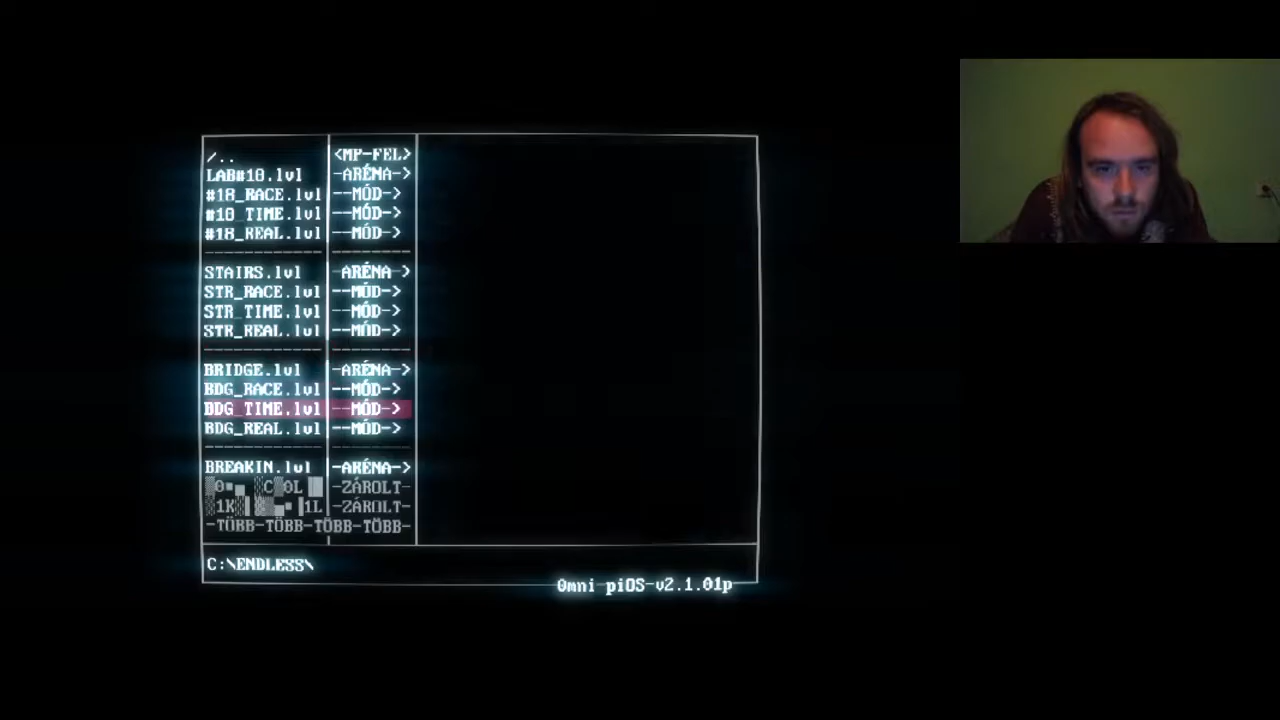 /.. <MP-FEL>
LAB#18.lvl -ARÉNA->
#18_RACE.lvl --MÓD->
#18_TIME.lvl --MÓD->
#18_REAL.lvl --MÓD->
STAIRS.lvl -ARÉNA->
STR_RACE.lvl --MÓD->
STR_TIME.lvl --MÓD->
STR_REAL.lvl --MÓD->
BRIDGE.lvl -ARÉNA->
BDG_RACE.lvl --MÓD->
BDG_TIME.lvl --MÓD->
BDG_REAL.lvl --MÓD->
BREAKIN.lvl -ARÉNA->
-ZÁROLT-
-ZÁROLT-
-TÖBB-TÖBB-TÖBB-TÖBB-
C:\ENDLESS\
0mni piOS-v2.1.01p